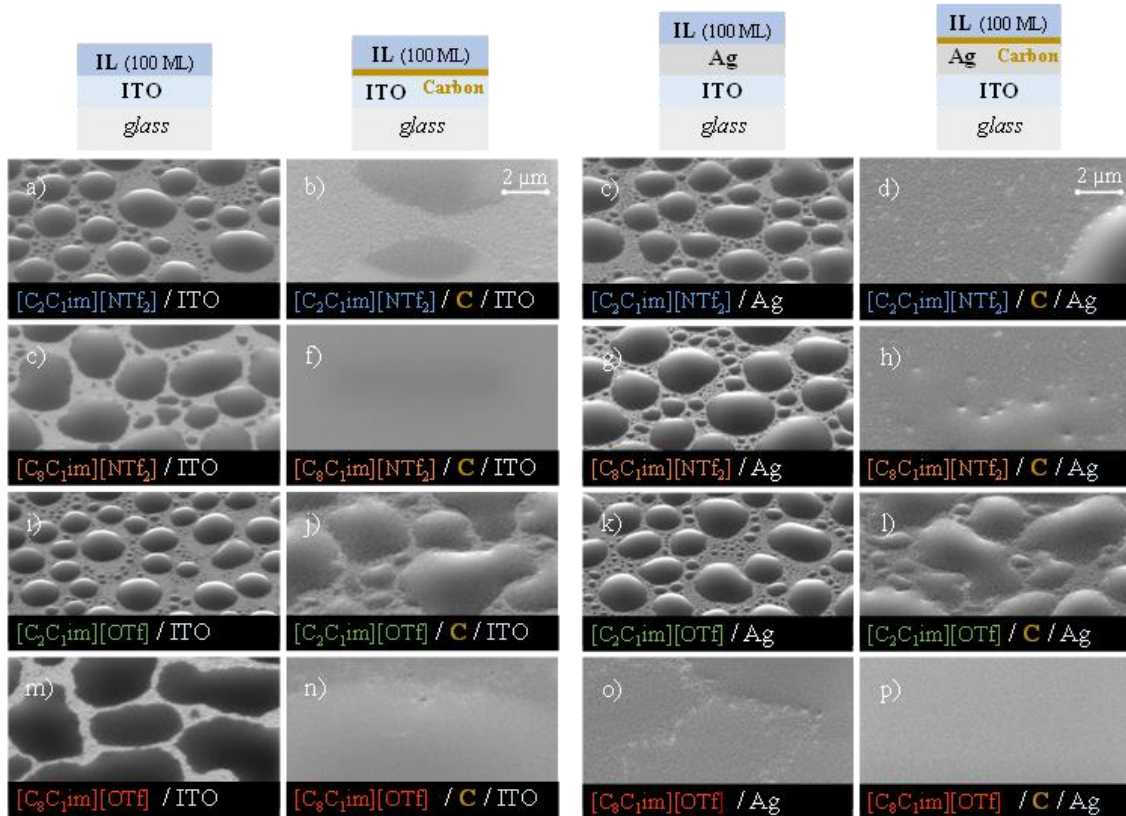 IL (100 ML)
ITO
glass
IL (100 ML)
ITO Carbon
glass
IL (100 ML)
Ag
ITO
IL (100 ML)
Ag Carbon
ITO
a)
b)
2 μm
c)
d)
2 μm
[C₂C₁im][NTf₂] / ITO
[C₂C₁im][NTf₂] / C / ITO
[C₂C₁im][NTf₂] / Ag
[C₂C₁im][NTf₂] / C / Ag
e)
f)
g)
h)
[C₈C₁im][NTf₂] / ITO
[C₈C₁im][NTf₂] / C / ITO
[C₈C₁im][NTf₂] / Ag
[C₈C₁im][NTf₂] / C / Ag
i)
j)
k)
l)
[C₂C₁im][OTf] / ITO
[C₂C₁im][OTf] / C / ITO
[C₂C₁im][OTf] / Ag
[C₂C₁im][OTf] / C / Ag
m)
n)
o)
p)
[C₈C₁im][OTf] / ITO
[C₈C₁im][OTf] / C / ITO
[C₈C₁im][OTf] / Ag
[C₈C₁im][OTf] / C / Ag